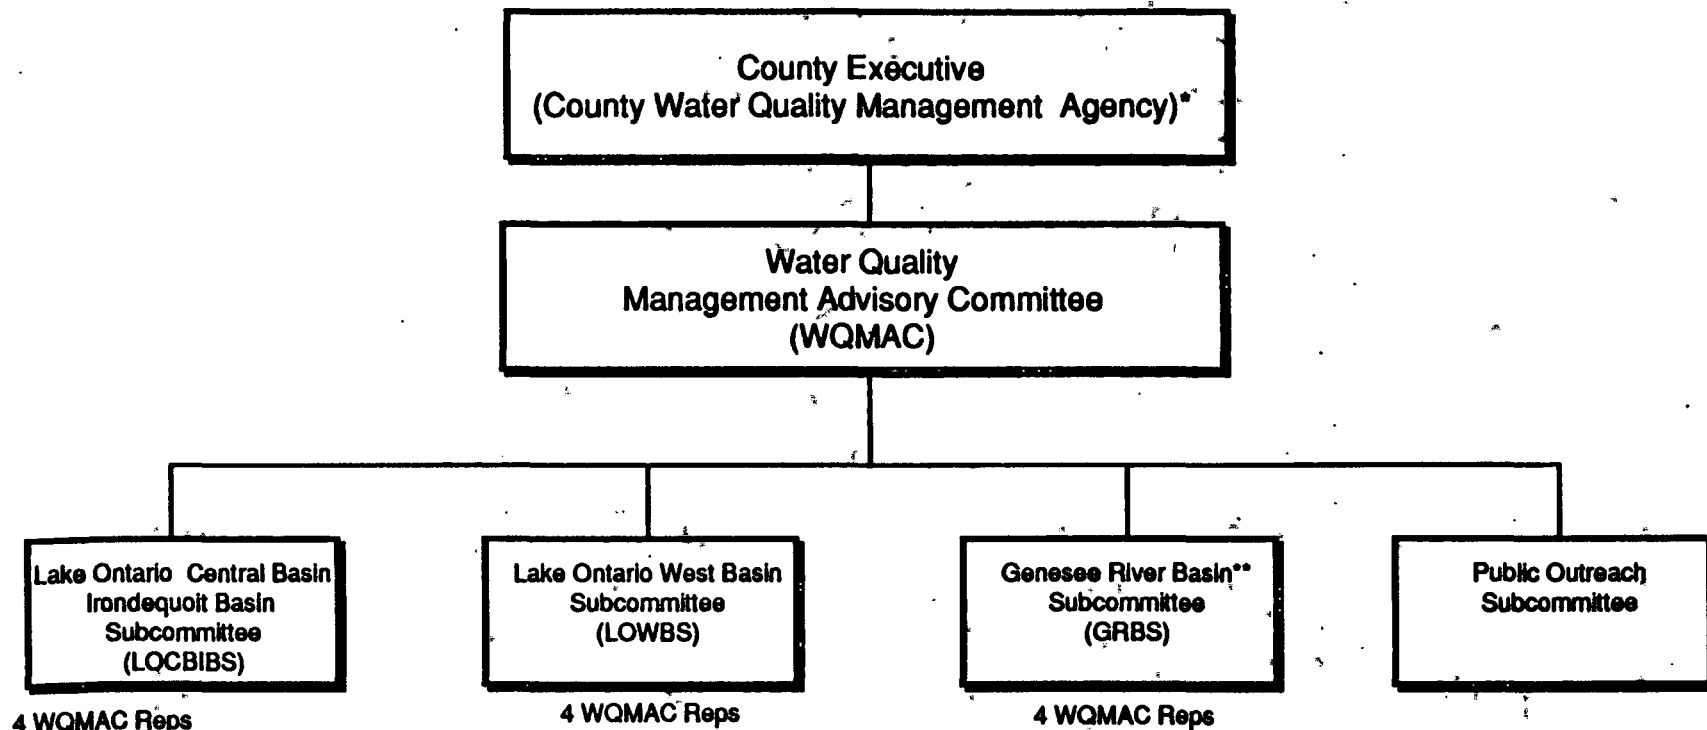 County Executive
(County Water Quality Management Agency)*
Water Quality
Management Advisory Committee
(WQMAC)
Lake Ontario Central Basin
Irondequoit Basin
Subcommittee
(LOCBIBS)
4 WQMAC Reps
Lake Ontario West Basin
Subcommittee
(LOWBS)
4 WQMAC Reps
Genesee River Basin**
Subcommittee
(GRBS)
4 WQMAC Reps
Public Outreach
Subcommittee